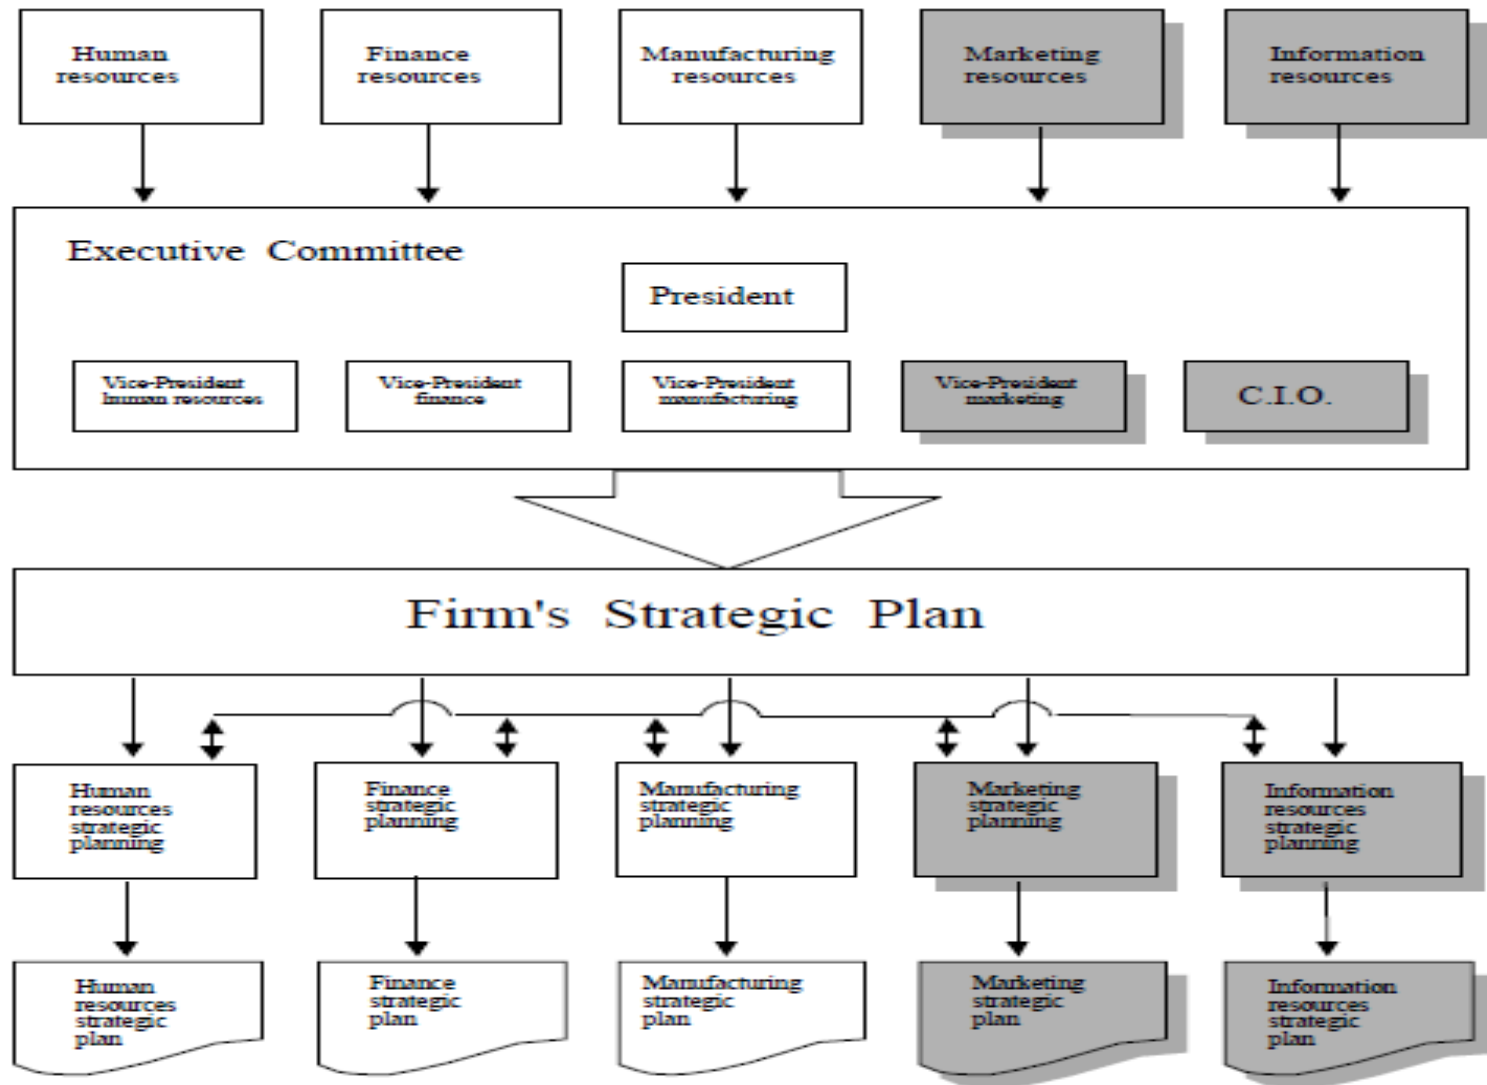 Human
resources
Finance
resources
Manufacturing
resources
Marketing
resources
Information
resources
Executive Committee
President
Vice-President
human resources
Vice-President
finance
Vice-President
manufacturing
Vice-President
marketing
C.I.O.
Firm's Strategic Plan
Human
resources
strategic
planning
Finance
strategic
planning
Manufacturing
strategic
planning
Marketing
strategic
planning
Information
resources
strategic
planning
Human
resources
strategic
plan
Finance
strategic
plan
Manufacturing
strategic
plan
Marketing
strategic
plan
Information
resources
strategic
plan